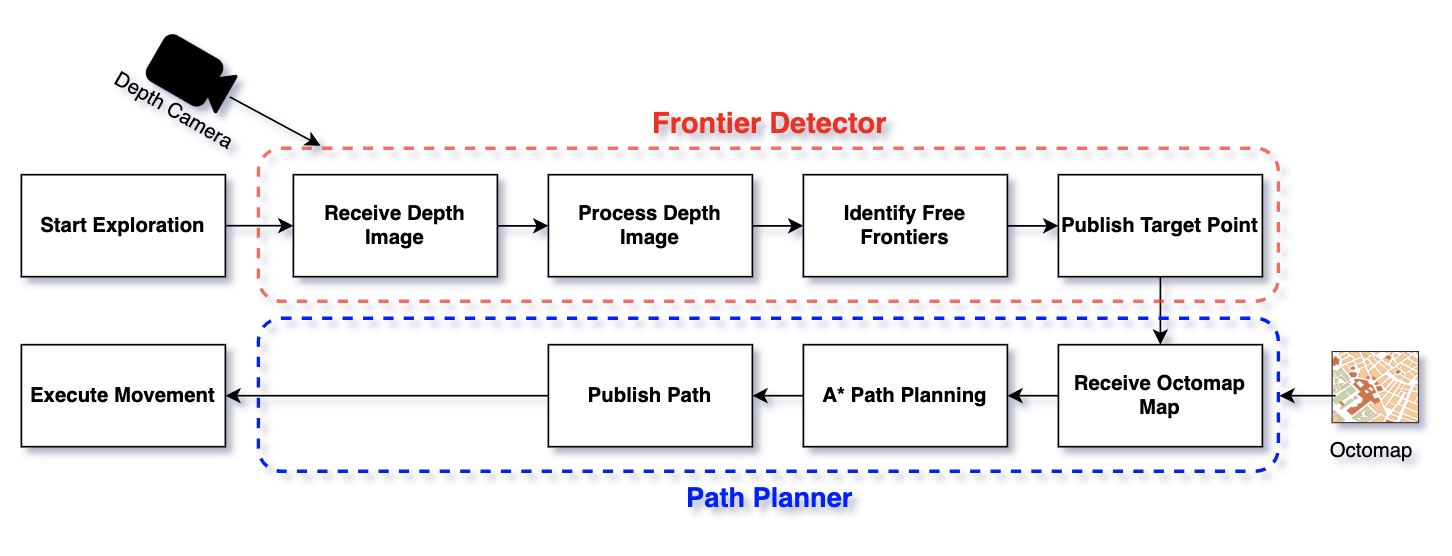 Depth Camera
Frontier Detector
Start Exploration
Receive Depth
Image
Process Depth
Image
Identify Free
Frontiers
Publish Target Point
Execute Movement
Publish Path
A* Path Planning
Receive Octomap
Map
Octomap
Path Planner